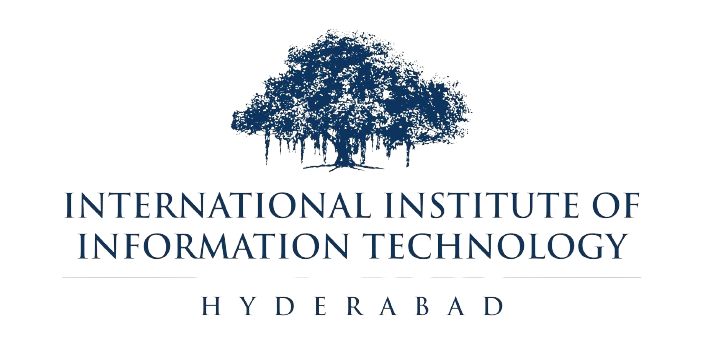 INTERNATIONAL INSTITUTE OF
INFORMATION TECHNOLOGY
HYDERABAD